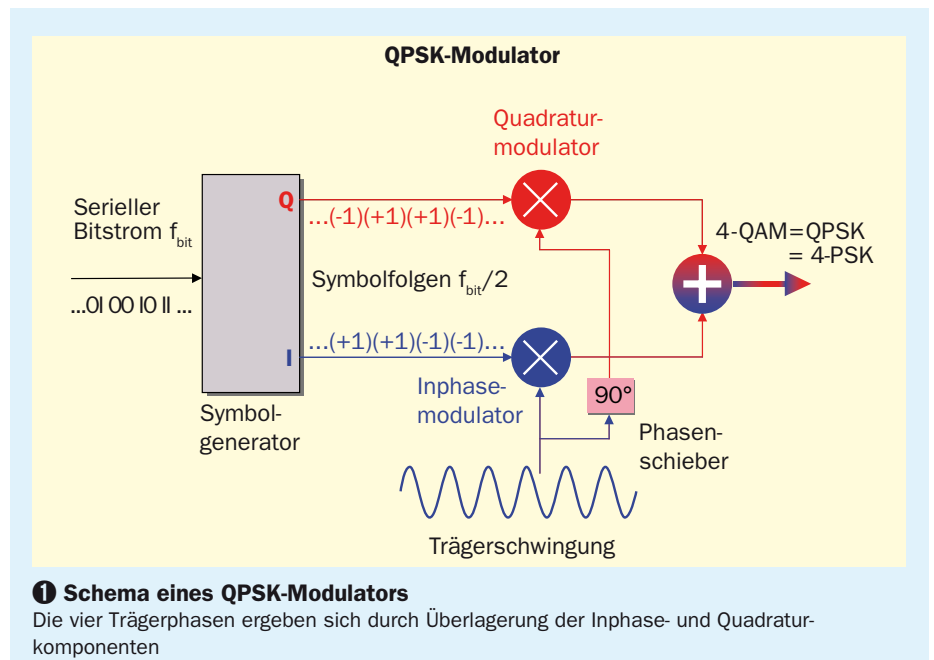 QPSK-Modulator
Quadratur-
modulator
Serieller
Bitstrom f_bit
...0I 00 I0 II ...
Q
...(-1)(+1)(+1)(-1)...
4-QAM=QPSK
= 4-PSK
Symbolfolgen f_bit/2
I
...(+1)(+1)(-1)(-1)...
Inphase-
modulator
90°
Symbol-
generator
Phasen-
schieber
Trägerschwingung
❶ Schema eines QPSK-Modulators
Die vier Trägerphasen ergeben sich durch Überlagerung der Inphase- und Quadratur-
komponenten